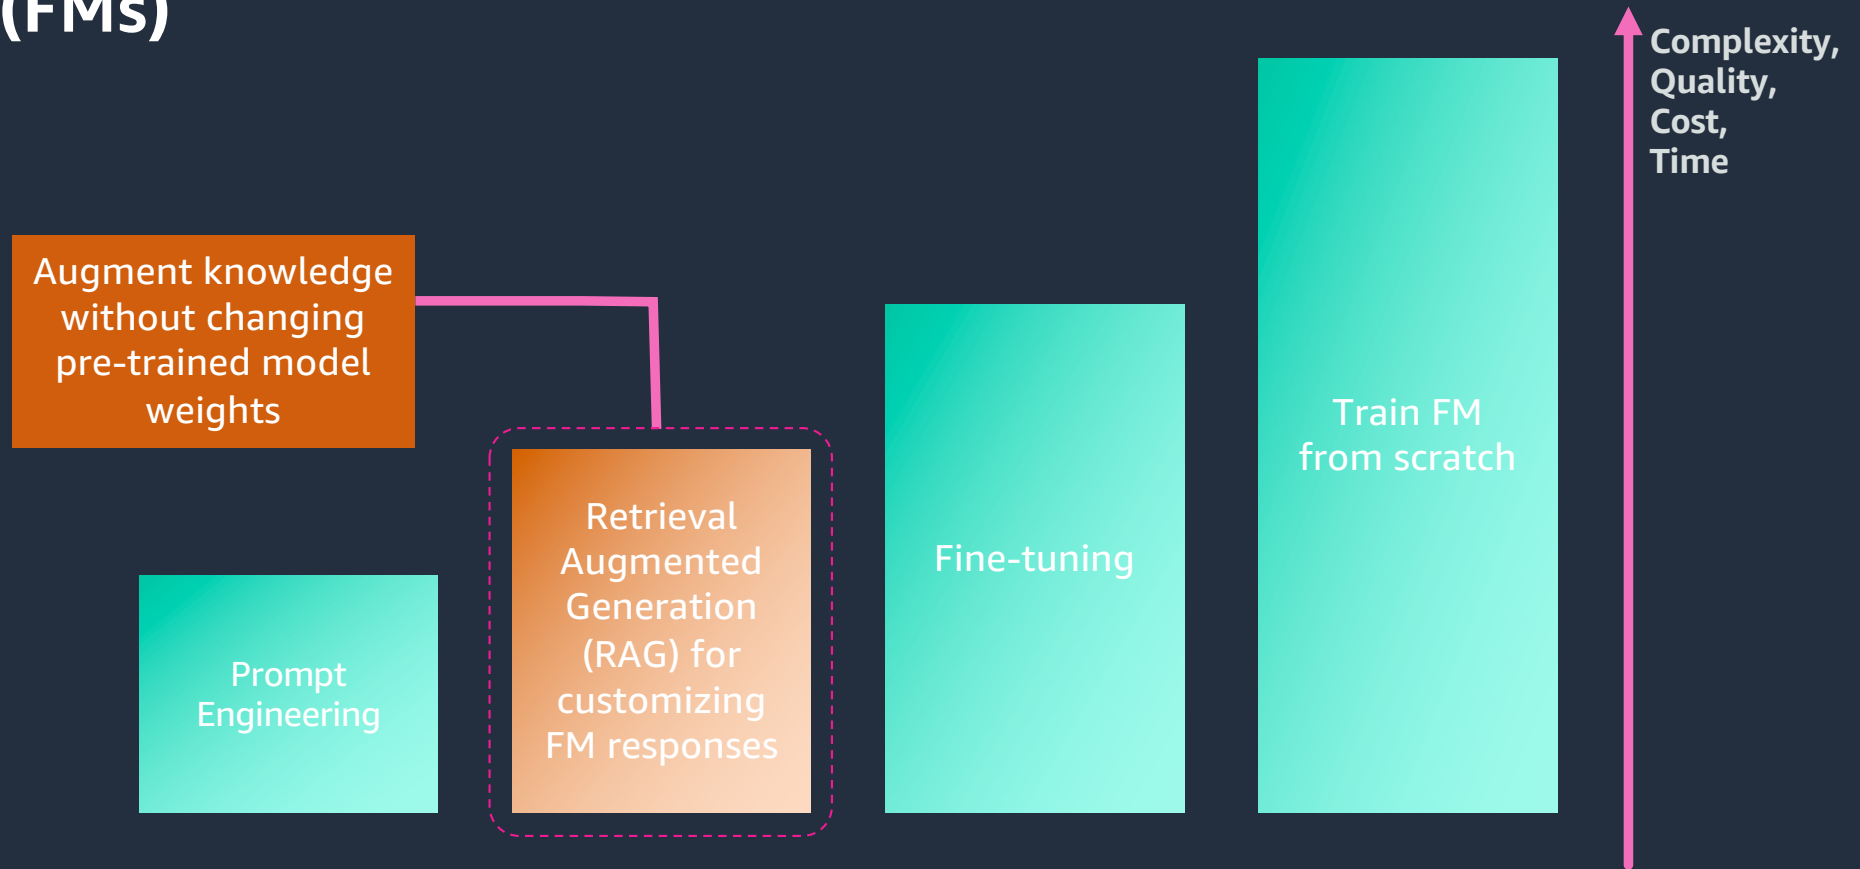 (FMs)
Complexity,
Quality,
Cost,
Time
Augment knowledge
without changing
pre-trained model
weights
Prompt
Engineering
Retrieval
Augmented
Generation
(RAG) for
customizing
FM responses
Fine-tuning
Train FM
from scratch